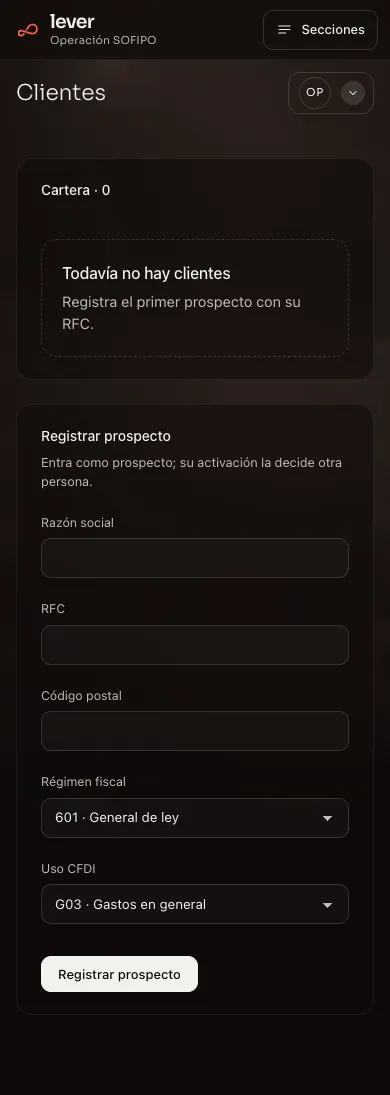 lever
Operación SOFIPO
Secciones
Clientes
OP
Cartera · 0
Todavía no hay clientes
Registra el primer prospecto con su
RFC.
Registrar prospecto
Entra como prospecto; su activación la decide otra
persona.
Razón social
RFC
Código postal
Régimen fiscal
601 · General de ley
Uso CFDI
G03 · Gastos en general
Registrar prospecto